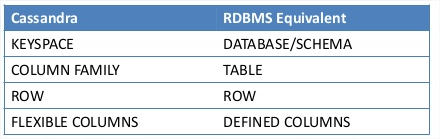 Cassandra RDBMS Equivalent
KEYSPACE DATABASE/SCHEMA
COLUMN FAMILY TABLE
ROW ROW
FLEXIBLE COLUMNS DEFINED COLUMNS